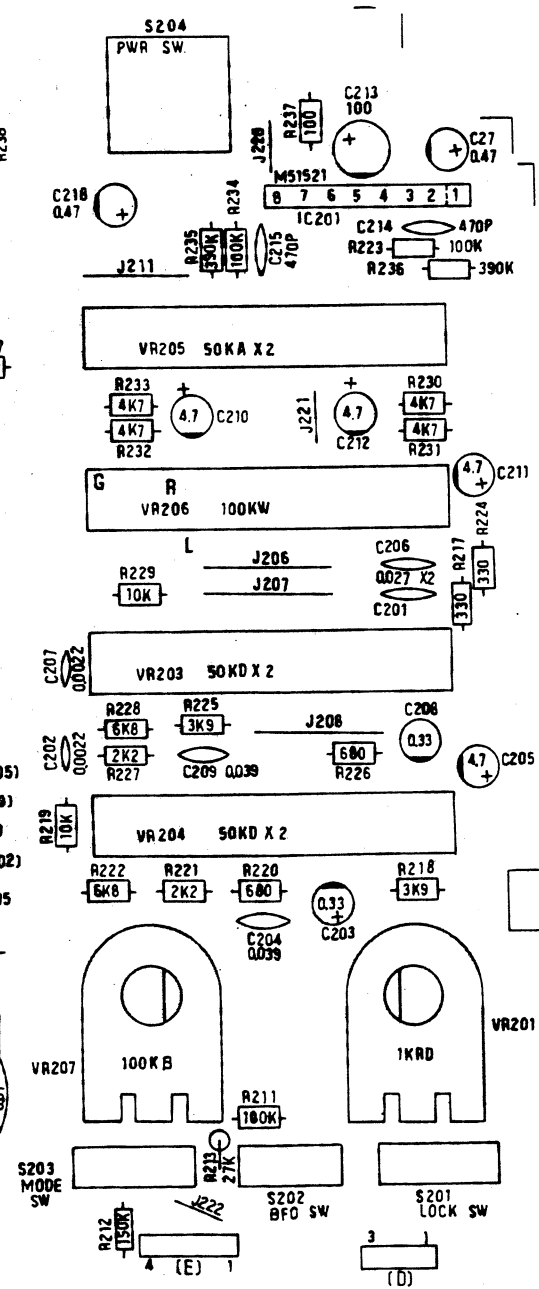 S204
PWR SW.
R238
R237
100
C213
100
+
C27
0.47
+
J228
M51521
8 7 6 5 4 3 2 1
IC201
C218
0.47
+
R234
R235
390K
100K
C215
470P
C214 470P
R223 100K
R236 390K
J211
VR205 50KA X2
R233
4K7
4K7
R232
+
4.7
C210
J221
+
4.7
C212
R230
4K7
4K7
R231
4.7
+
C211
G
R
VR206 100KW
L
R224
330
R217
330
J206
J207
C206
0.027 X2
C201
R229
10K
C207
0.0022
VR203 50KD X 2
C202
0.0022
R228
6K8
2K2
R227
R225
3K9
C209 0.039
J208
680
R226
C208
0.33
4.7
+
C205
05)
)
02)
05
R219
10K
VR204 50KD X 2
R222
6K8
R221
2K2
R220
680
C204
0.039
0.33
+
C203
R218
3K9
VR207
100KB
1KRD
VR201
R211
180K
R213
27K
S203
MODE
SW
S202
BFO SW
S201
LOCK SW
J222
R212
150K
4 (E) 1
3 1
(D)